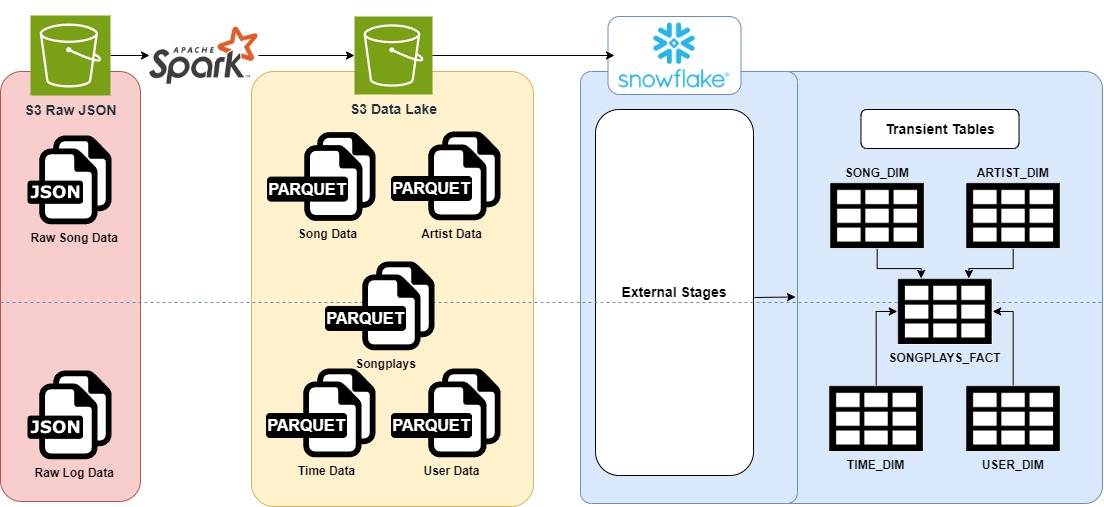 APACHE
Spark™
snowflake®
S3 Raw JSON
S3 Data Lake
Transient Tables
JSON
Raw Song Data
PARQUET
Song Data
PARQUET
Artist Data
SONG_DIM
ARTIST_DIM
PARQUET
Songplays
External Stages
SONGPLAYS_FACT
JSON
Raw Log Data
PARQUET
Time Data
PARQUET
User Data
TIME_DIM
USER_DIM